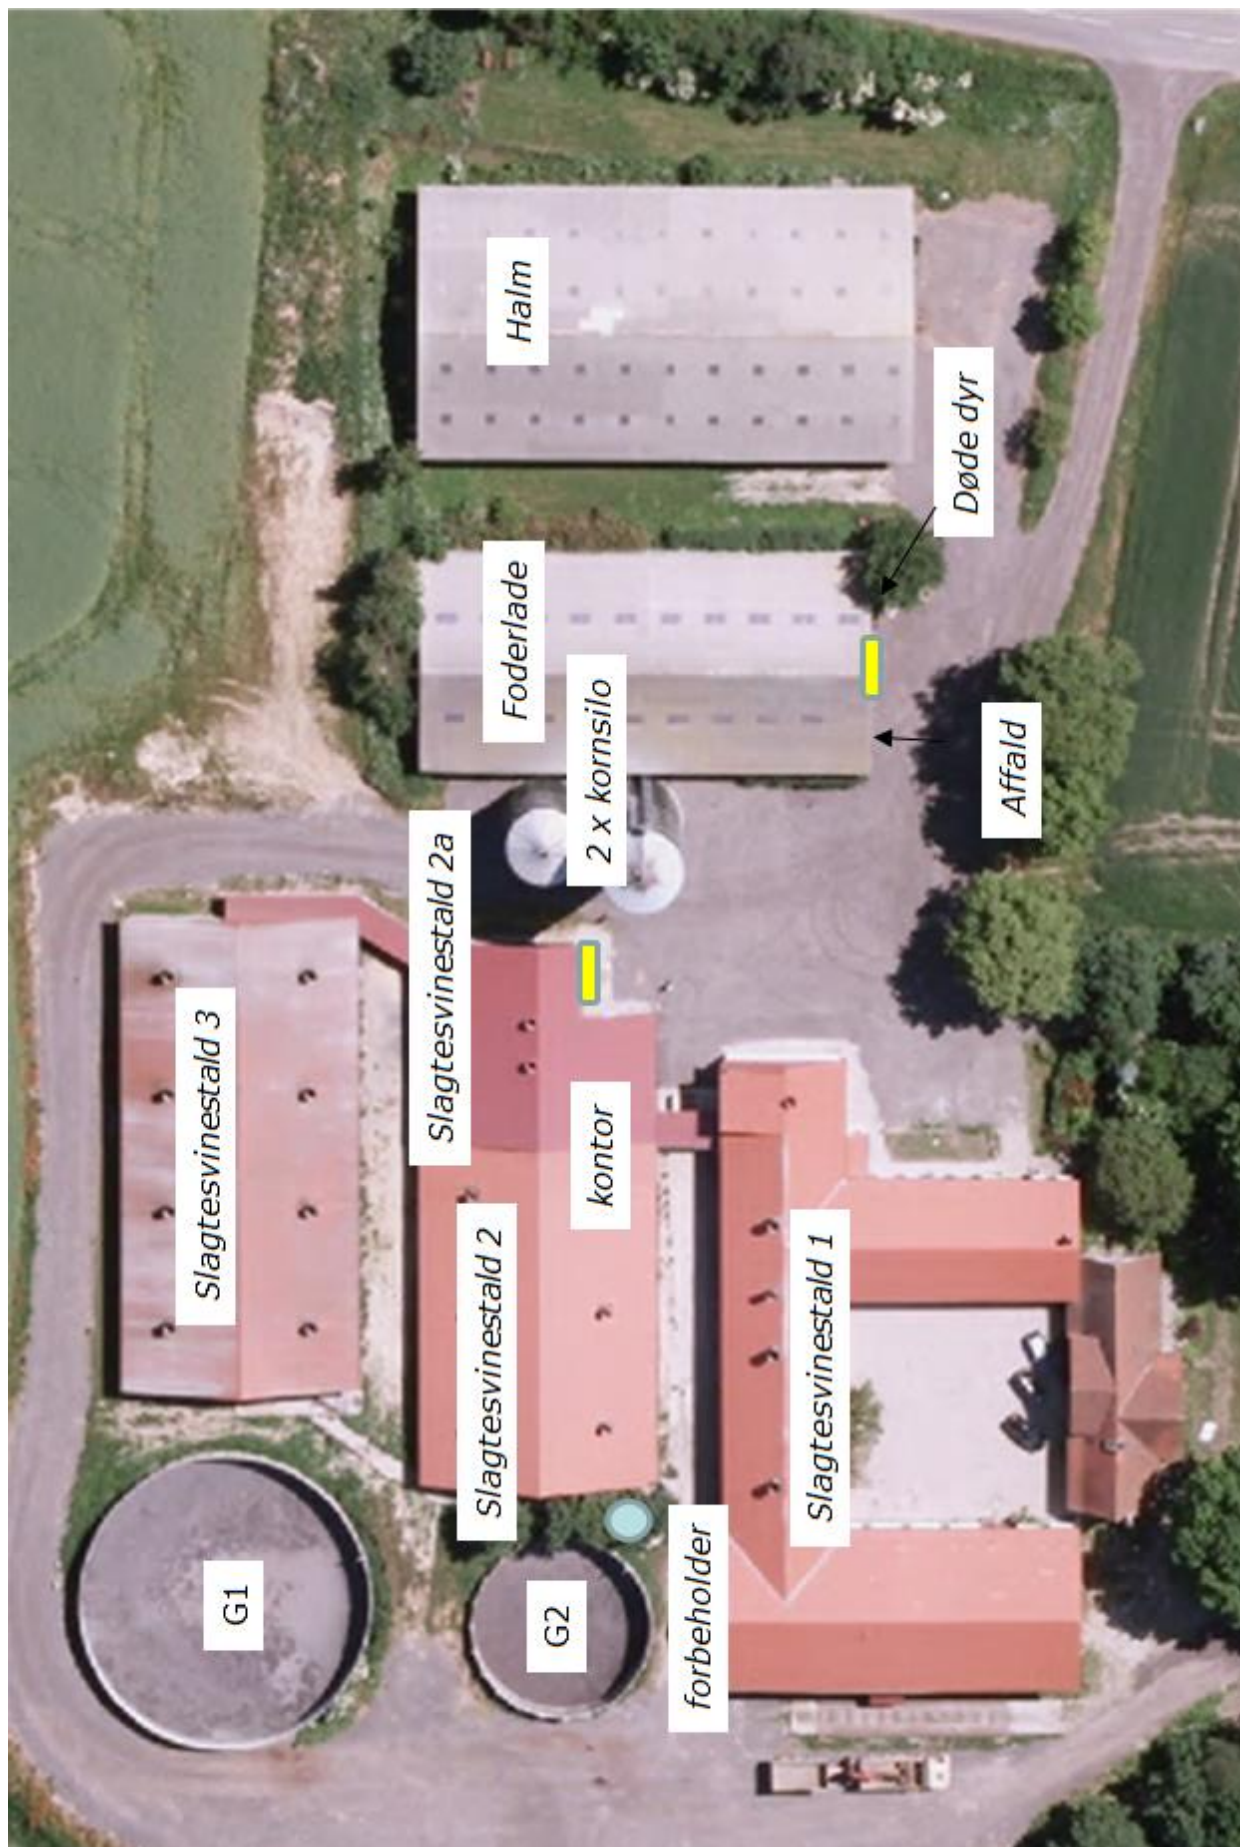 Slagtesvinestald 3
G1
Slagtesvinestald 2a
Slagtesvinestald 2
Foderlade
Halm
G2
kontor
2 x kornsilo
forbeholder
Slagtesvinestald 1
Døde dyr
Affald